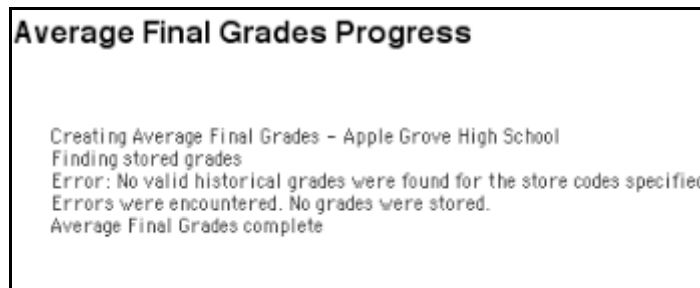 Average Final Grades Progress
Creating Average Final Grades - Apple Grove High School
Finding stored grades
Error: No valid historical grades were found for the store codes specified
Errors were encountered. No grades were stored.
Average Final Grades complete